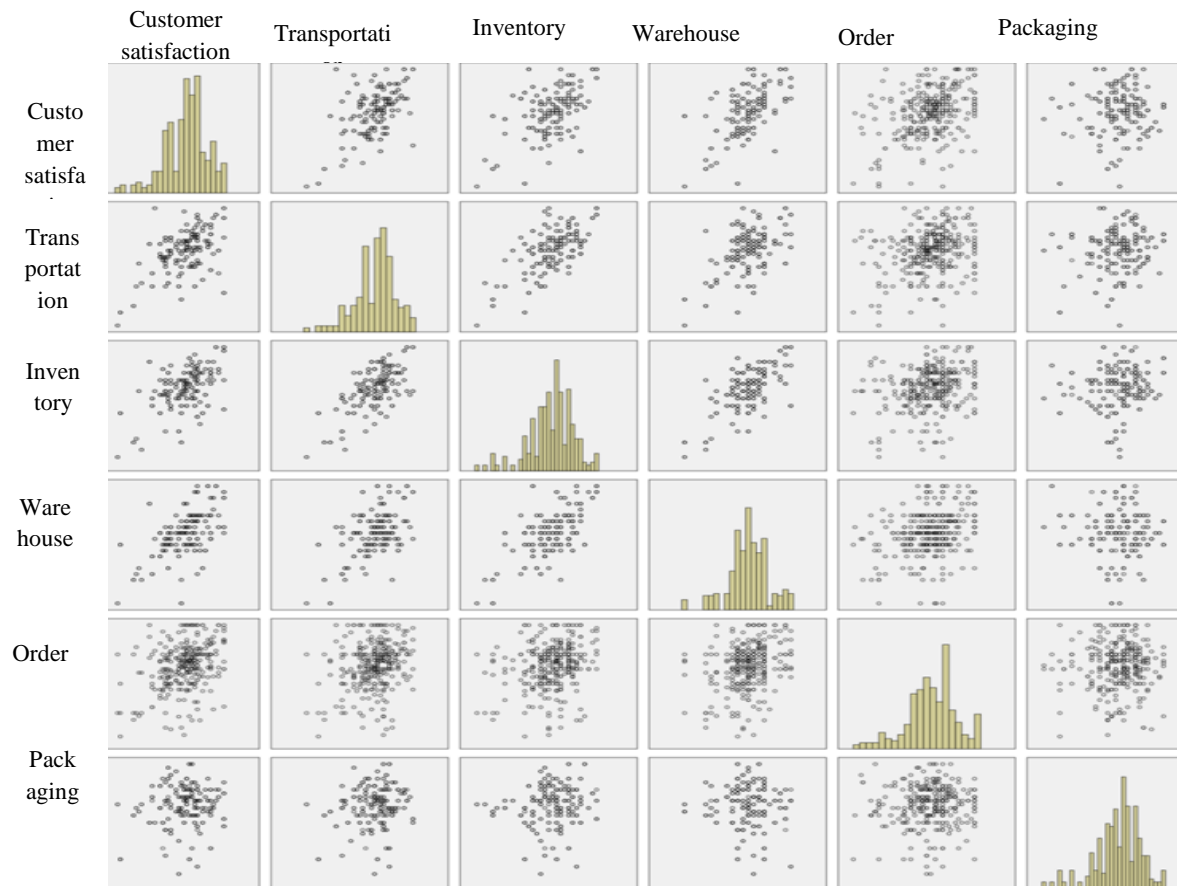 Customer
satisfaction
Transportati
Inventory
Warehouse
Order
Packaging
Custo
mer
satisfa
Trans
portat
ion
Inven
tory
Ware
house
Order
Pack
aging